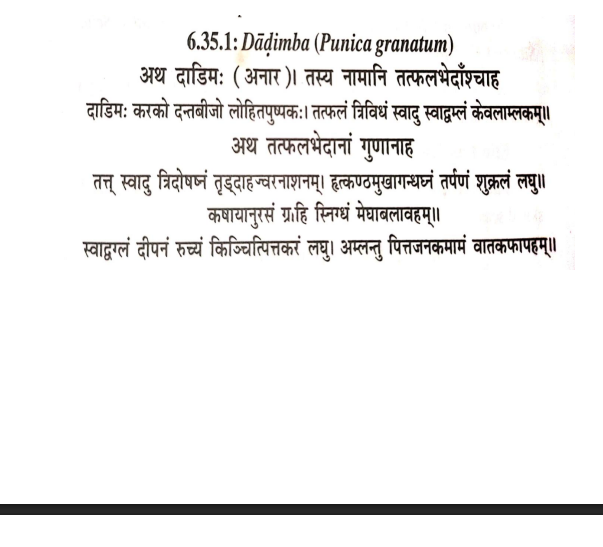 6.35.1: Dāḍimba (Punica granatum)
अथ दाडिमः ( अनार )। तस्य नामानि तत्फलभेदाँश्चाह
दाडिमः करको दन्तबीजो लोहितपुष्पकः। तत्फलं त्रिविधं स्वादु स्वाद्वम्लं केवलाम्लकम्॥
अथ तत्फलभेदानां गुणानाह
तत्त् स्वादु त्रिदोषघ्नं तृड्दाहज्वरनाशनम्। हृत्कण्ठमुखागन्धघ्नं तर्पणं शुक्रलं लघु॥
कषायानुरसं ग्राहि स्निग्धं मेघाबलावहम्॥
स्वाद्वग्लं दीपनं रुच्यं किञ्चित्पित्तकरं लघु। अम्लन्तु पित्तजनकमामं वातकफापहम्॥